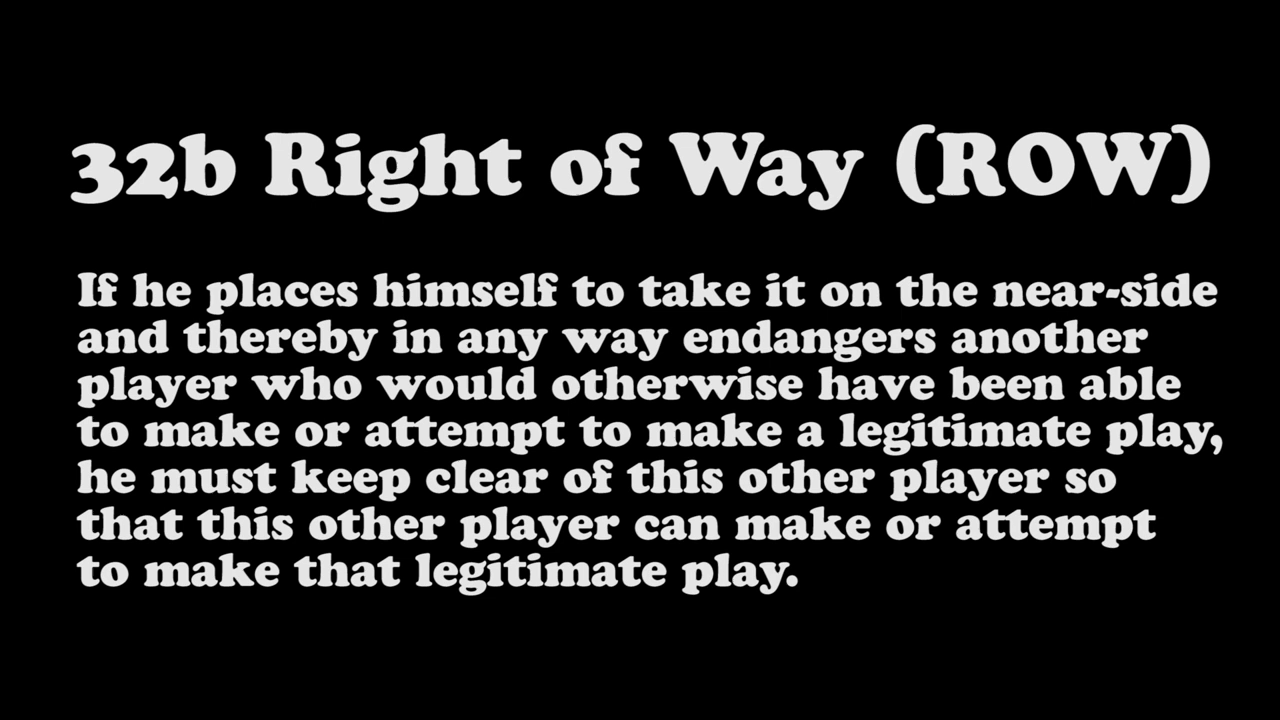 32b Right of Way (ROW)
If he places himself to take it on the near-side
and thereby in any way endangers another
player who would otherwise have been able
to make or attempt to make a legitimate play,
he must keep clear of this other player so
that this other player can make or attempt
to make that legitimate play.